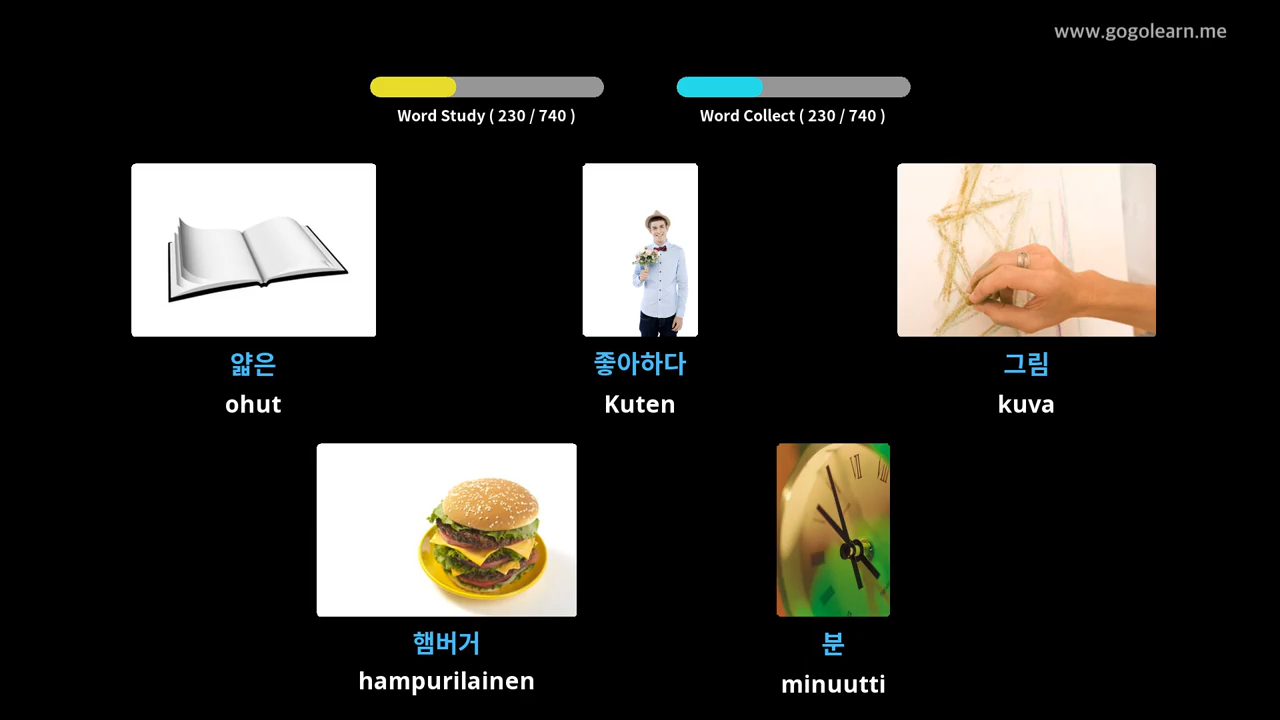 www.gogolearn.me
Word Study ( 230 / 740 )
Word Collect ( 230 / 740 )
얇은
ohut
좋아하다
Kuten
그림
kuva
햄버거
hampurilainen
분
minuutti